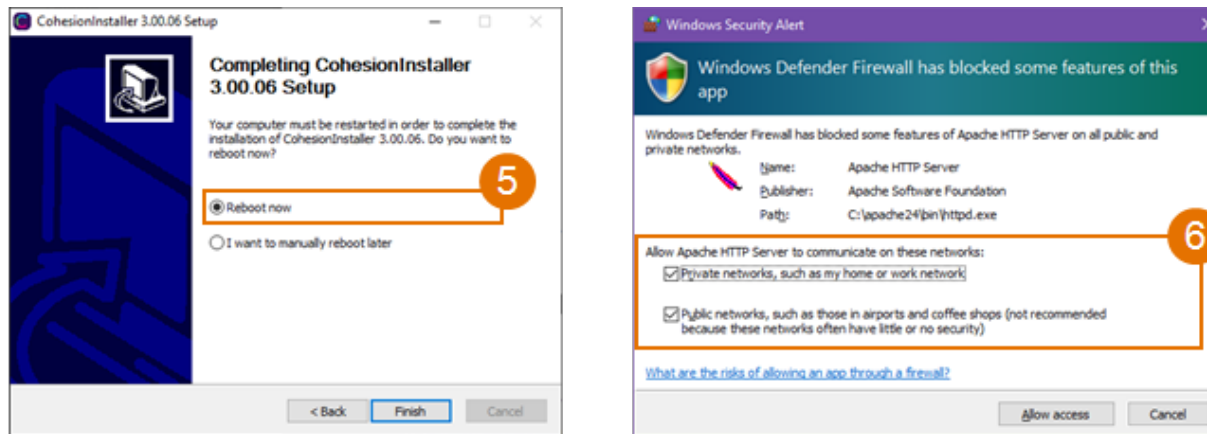 CohesionInstaller 3.00.06 Setup
Completing CohesionInstaller
3.00.06 Setup
Your computer must be restarted in order to complete the
installation of CohesionInstaller 3.00.06. Do you want to
reboot now?
5
Reboot now
I want to manually reboot later
< Back
Finish
Cancel
Windows Security Alert
Windows Defender Firewall has blocked some features of this
app
Windows Defender Firewall has blocked some features of Apache HTTP Server on all public and
private networks.
Name: Apache HTTP Server
Publisher: Apache Software Foundation
Path: C:\apache24\bin\httpd.exe
6
Allow Apache HTTP Server to communicate on these networks:
Private networks, such as my home or work network
Public networks, such as those in airports and coffee shops (not recommended
because these networks often have little or no security)
What are the risks of allowing an app through a firewall?
Allow access
Cancel